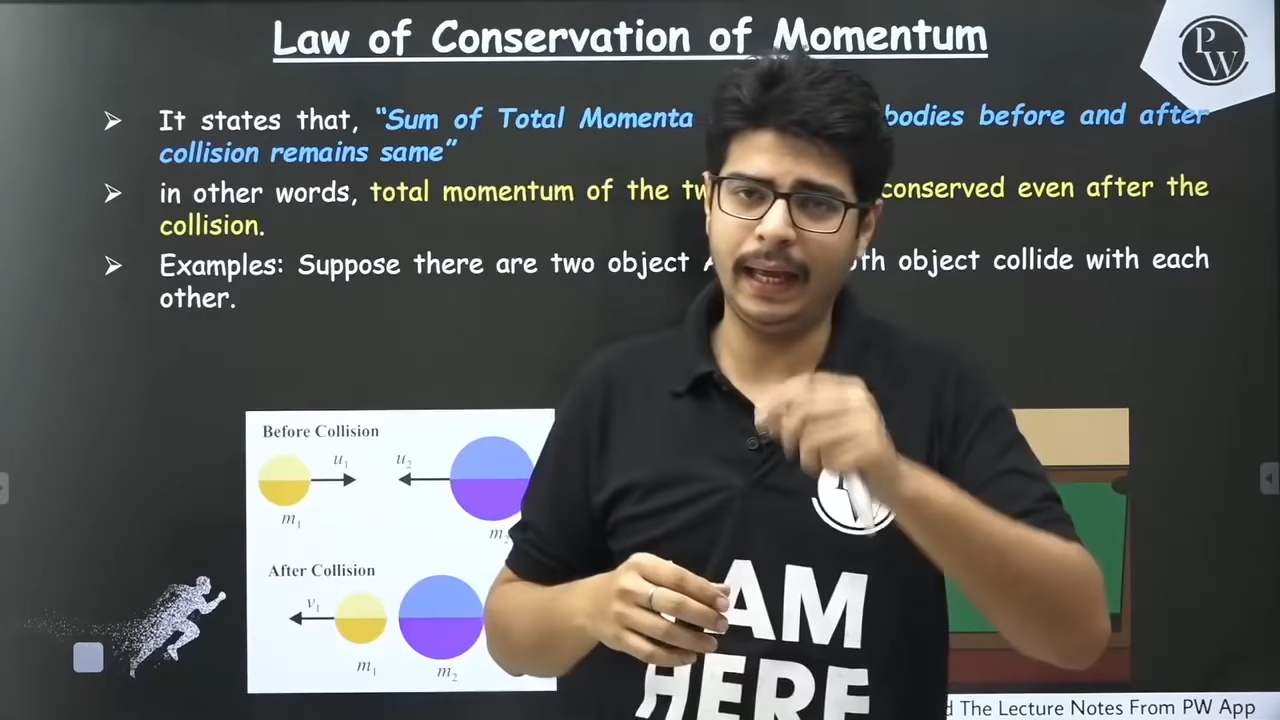 Law of Conservation of Momentum
PW
It states that, “Sum of Total Momenta bodies before and after
collision remains same”
in other words, total momentum of the tw conserved even after the
collision.
Examples: Suppose there are two object A th object collide with each
other.
Before Collision
u1 u2
m1
m2
After Collision
v1
m1 m2
AM
HERE
d The Lecture Notes From PW App